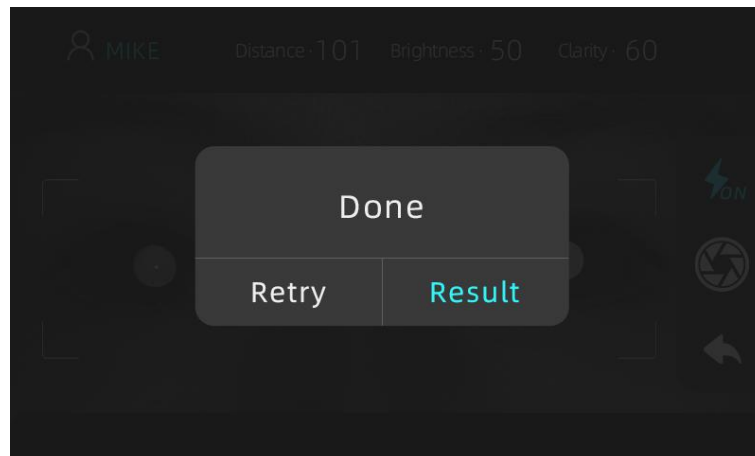 MIKE Distance · 101 Brightness · 50 Clarity · 60
ON
Done
Retry Result